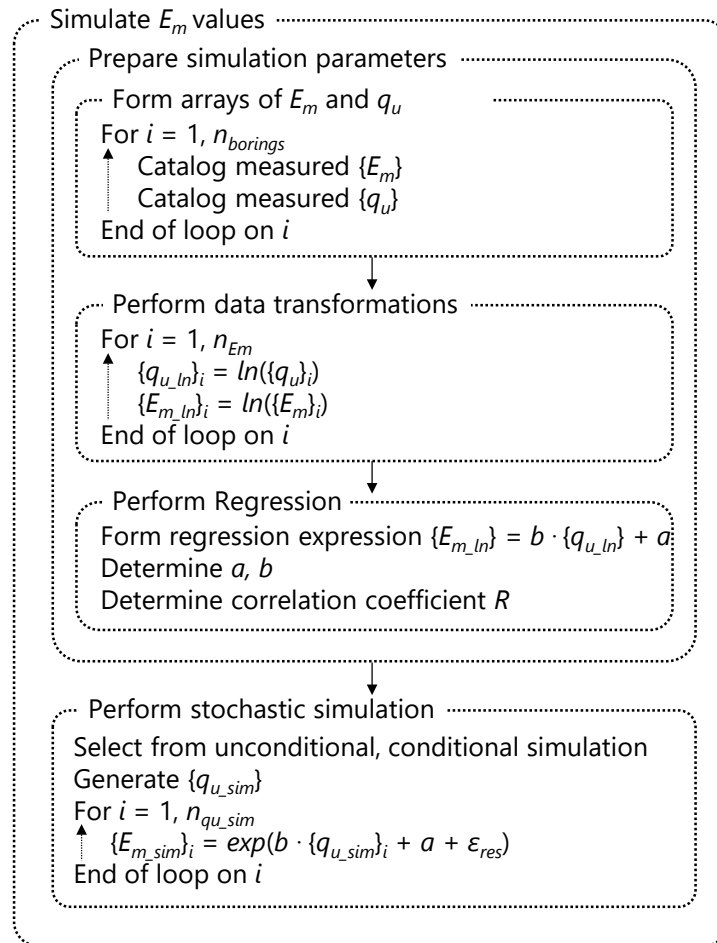 Simulate E_m values
Prepare simulation parameters
Form arrays of E_m and q_u
For i = 1, n_borings
Catalog measured {E_m}
Catalog measured {q_u}
End of loop on i
Perform data transformations
For i = 1, n_Em
{q_u_ln}_i = ln({q_u}_i)
{E_m_ln}_i = ln({E_m}_i)
End of loop on i
Perform Regression
Form regression expression {E_m_ln} = b · {q_u_ln} + a
Determine a, b
Determine correlation coefficient R
Perform stochastic simulation
Select from unconditional, conditional simulation
Generate {q_u_sim}
For i = 1, n_qu_sim
{E_m_sim}_i = exp(b · {q_u_sim}_i + a + ε_res)
End of loop on i